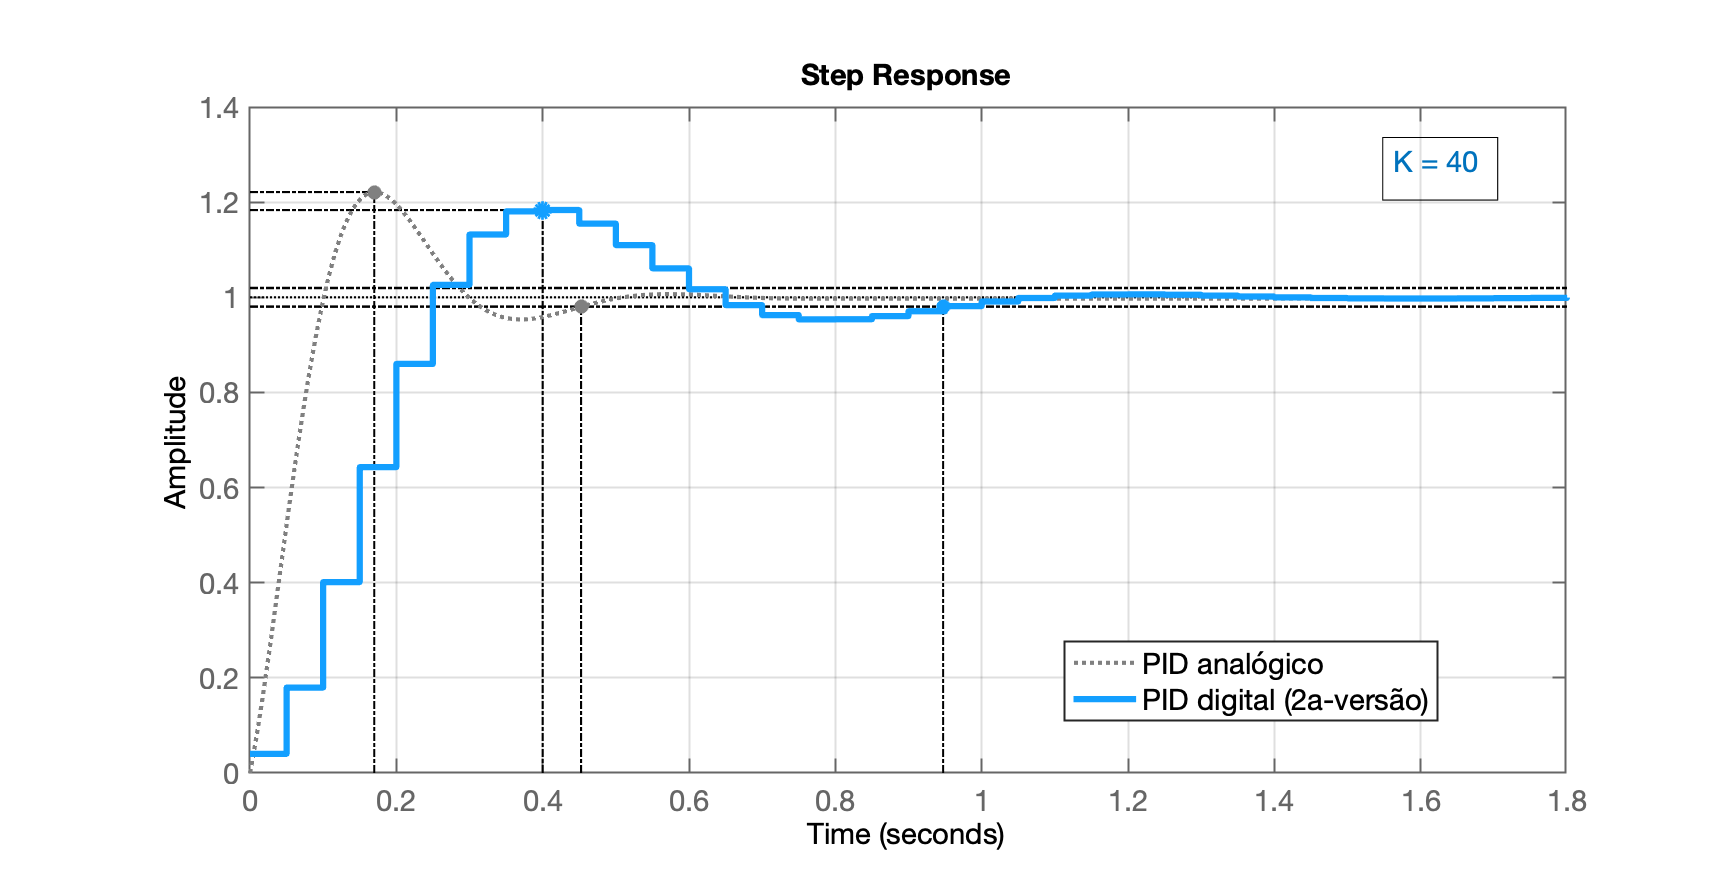 Step Response
1.4
1.2
1
0.8
0.6
0.4
0.2
0
Amplitude
K = 40
PID analógico
PID digital (2a-versão)
0 0.2 0.4 0.6 0.8 1 1.2 1.4 1.6 1.8
Time (seconds)